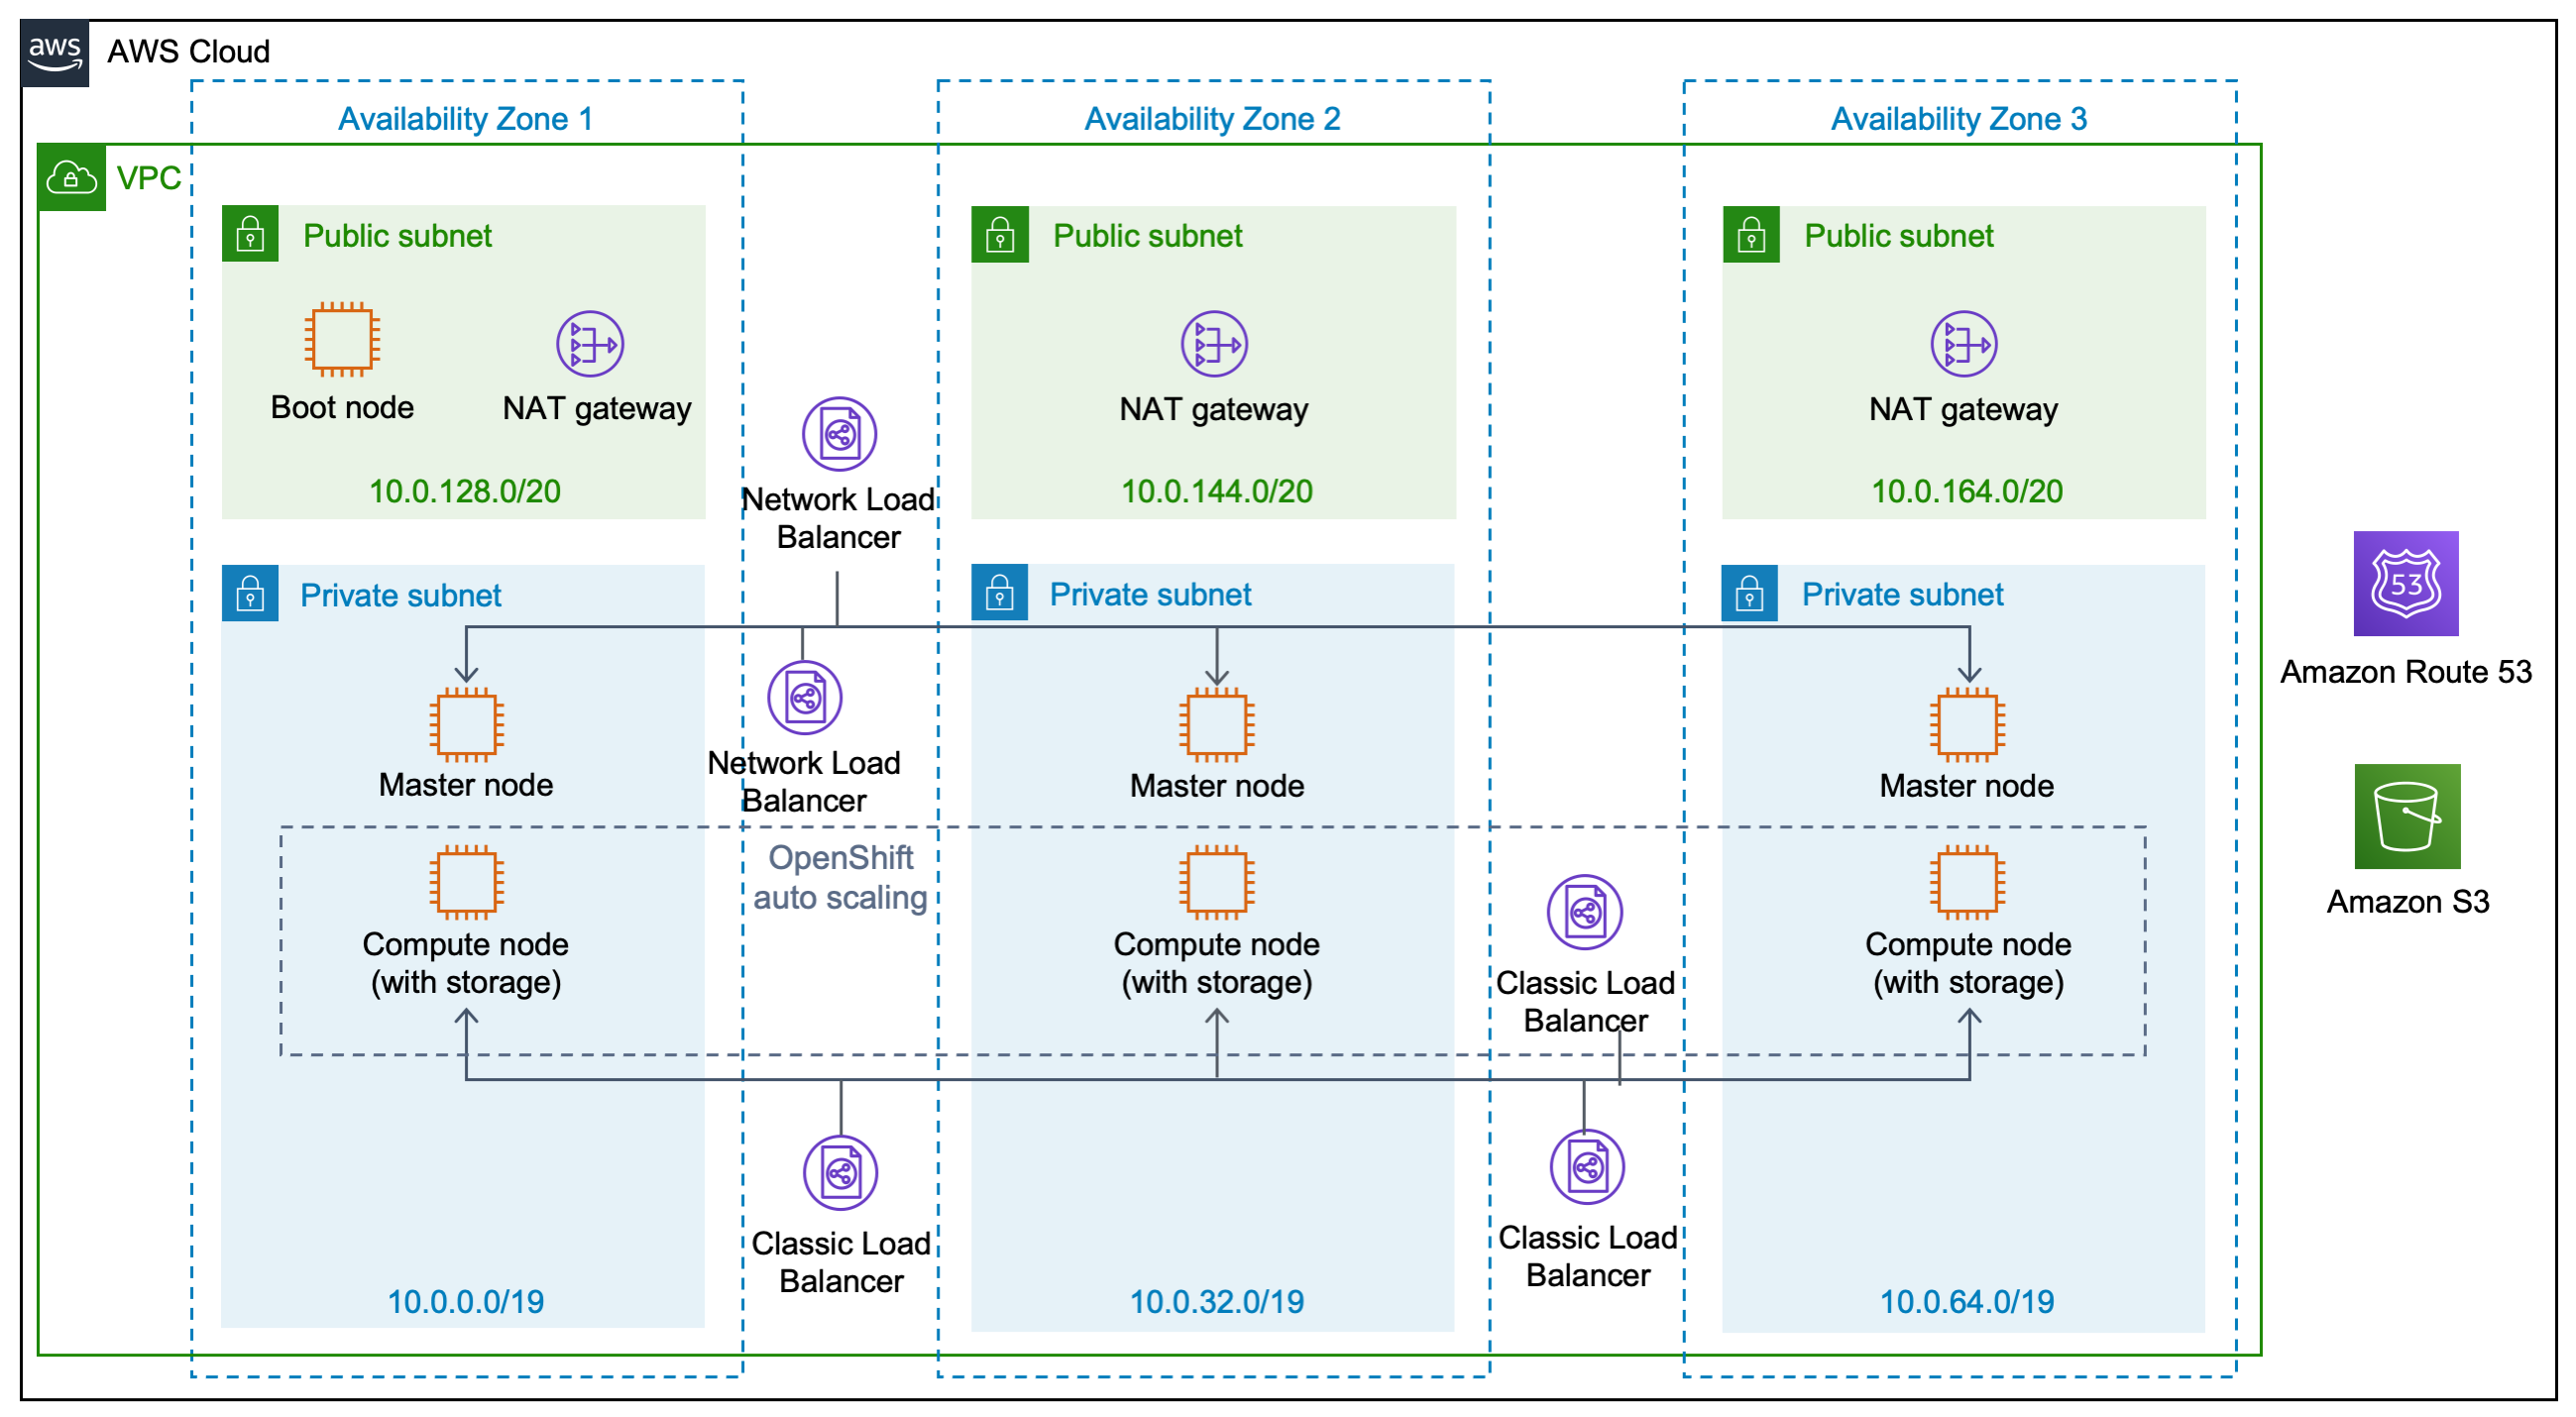 aws
AWS Cloud
Availability Zone 1
Availability Zone 2
Availability Zone 3
VPC
Public subnet
Public subnet
Public subnet
Boot node
NAT gateway
NAT gateway
NAT gateway
10.0.128.0/20
Network Load
Balancer
10.0.144.0/20
10.0.164.0/20
Private subnet
Private subnet
Private subnet
53
Amazon Route 53
Master node
Network Load
Balancer
Master node
Master node
OpenShift
auto scaling
Compute node
(with storage)
Compute node
(with storage)
Classic Load
Balancer
Compute node
(with storage)
Amazon S3
Classic Load
Balancer
Classic Load
Balancer
10.0.0.0/19
10.0.32.0/19
10.0.64.0/19